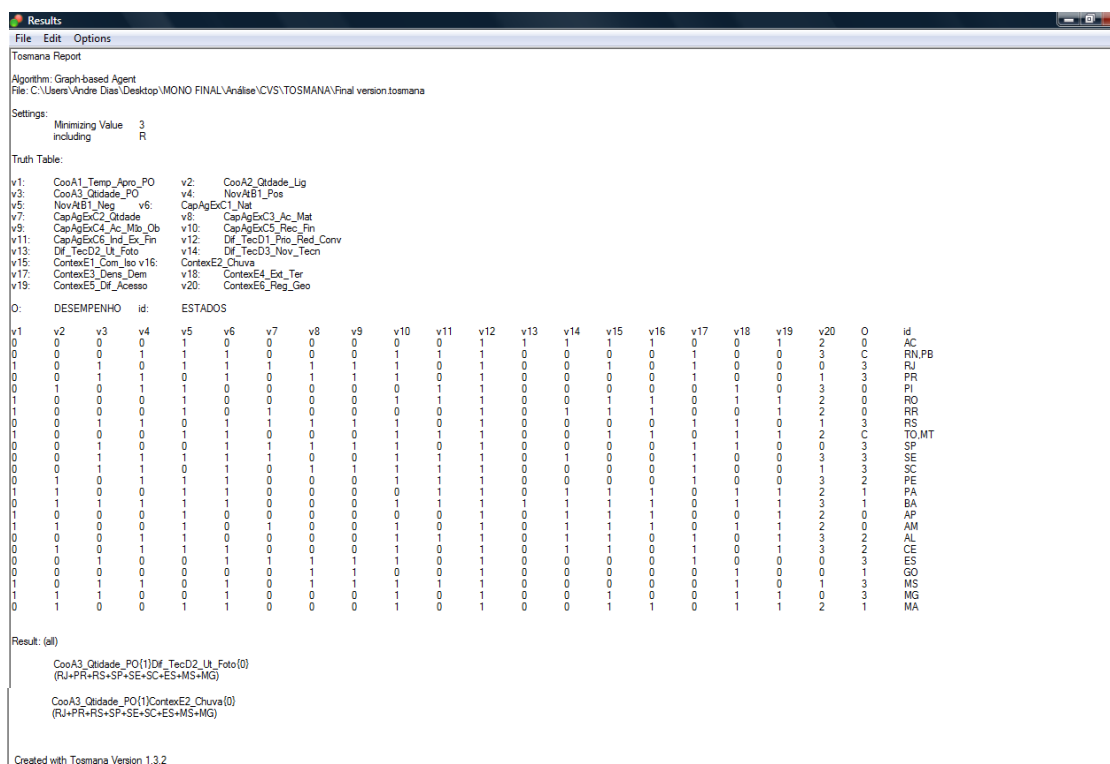 Results
File Edit Options
Tosmana Report
Algorithm: Graph-based Agent
File: C:\Users\Andre Dias\Desktop\MONO FINAL\Análise\CVS\TOSMANA\Final version.tosmana
Settings:
Minimizing Value 3
including R
Truth Table:
v1: CooA1_Temp_Apro_PO v2: CooA2_Qtdade_Lig
v3: CooA3_Qtidade_PO v4: NovAtB1_Pos
v5: NovAtB1_Neg v6: CapAgExC1_Nat
v7: CapAgExC2_Qtdade v8: CapAgExC3_Ac_Mat
v9: CapAgExC4_Ac_Mão_Ob v10: CapAgExC5_Rec_Fin
v11: CapAgExC6_Ind_Ex_Fin v12: Dif_TecD1_Prio_Red_Conv
v13: Dif_TecD2_Ut_Foto v14: Dif_TecD3_Nov_Tecn
v15: ContexE1_Com_Iso v16: ContexE2_Chuva
v17: ContexE3_Dens_Dem v18: ContexE4_Ext_Ter
v19: ContexE5_Dif_Acesso v20: ContexE6_Reg_Geo
O: DESEMPENHO id: ESTADOS
v1 v2 v3 v4 v5 v6 v7 v8 v9 v10 v11 v12 v13 v14 v15 v16 v17 v18 v19 v20 O id
0 0 0 0 1 0 0 0 0 0 0 1 1 1 1 1 0 0 1 2 0 AC
0 0 0 1 1 1 0 0 0 1 1 1 0 0 0 0 1 0 0 3 C RN,PB
1 0 1 0 1 1 1 1 1 1 0 1 0 0 1 0 1 0 0 0 3 RJ
0 0 1 1 0 1 0 1 1 1 0 1 0 0 0 0 1 0 0 1 3 PR
0 1 0 1 1 0 0 0 0 0 1 1 0 0 0 0 0 1 0 3 0 PI
1 0 0 0 1 1 0 0 0 1 1 1 0 0 1 1 0 1 1 2 0 RO
1 0 0 0 1 0 1 0 0 0 0 1 0 1 1 1 0 0 1 2 0 RR
0 0 1 1 0 1 1 1 1 1 0 1 0 0 0 0 1 1 0 1 3 RS
1 0 0 0 1 1 0 0 0 1 1 1 0 0 1 1 0 1 1 2 C TO,MT
0 0 1 0 0 1 1 1 1 1 0 1 0 0 0 0 1 1 0 0 3 SP
0 0 1 1 1 1 1 0 0 1 1 1 0 0 0 0 1 0 0 3 3 SE
0 0 1 1 0 1 0 1 1 1 1 1 0 0 0 0 1 0 0 1 3 SC
0 1 0 1 1 1 0 0 0 1 1 1 0 0 0 0 1 0 0 3 2 PE
1 1 0 0 1 1 0 0 0 0 1 1 0 1 1 1 0 1 1 2 1 PA
0 1 1 1 1 1 0 0 0 1 1 1 1 1 1 1 0 1 1 3 1 BA
1 0 0 0 1 0 0 0 0 0 0 1 0 1 1 1 0 0 1 2 0 AP
1 1 0 0 1 0 1 0 0 1 0 1 0 1 1 1 0 1 1 2 0 AM
0 0 0 1 1 0 0 0 0 1 1 1 0 1 1 0 1 0 1 3 2 AL
0 1 0 1 1 1 0 0 0 1 0 1 0 1 1 0 1 0 1 3 2 CE
0 0 1 0 0 1 1 1 1 1 0 1 0 0 0 0 1 0 0 0 3 ES
0 0 0 0 0 0 0 1 1 0 0 1 0 0 0 0 0 1 0 0 1 GO
1 0 1 1 0 1 0 1 1 1 1 1 0 0 0 0 0 1 0 1 3 MS
0 0 1 0 0 1 0 0 0 1 0 1 0 0 1 0 0 1 1 0 3 MG
0 1 0 0 1 1 0 0 0 1 0 1 0 0 1 1 0 1 1 2 1 MA
Result: (all)
CooA3_Qtidade_PO{1}Dif_TecD2_Ut_Foto{0}
(RJ+PR+RS+SP+SE+SC+ES+MS+MG)
CooA3_Qtidade_PO{1}ContexE2_Chuva{0}
(RJ+PR+RS+SP+SE+SC+ES+MS+MG)
Created with Tosmana Version 1.3.2